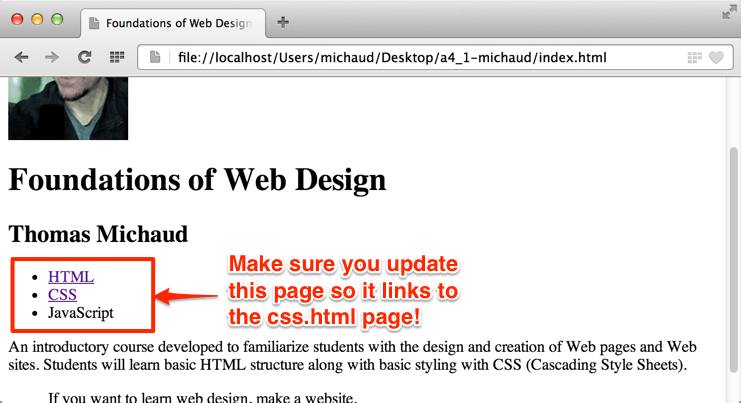 Foundations of Web Design
file://localhost/Users/michaud/Desktop/a4_1-michaud/index.html
Foundations of Web Design
Thomas Michaud
HTML
CSS
JavaScript
Make sure you update
this page so it links to
the css.html page!
An introductory course developed to familiarize students with the design and creation of Web pages and Web
sites. Students will learn basic HTML structure along with basic styling with CSS (Cascading Style Sheets).
If you want to learn web design, make a website.